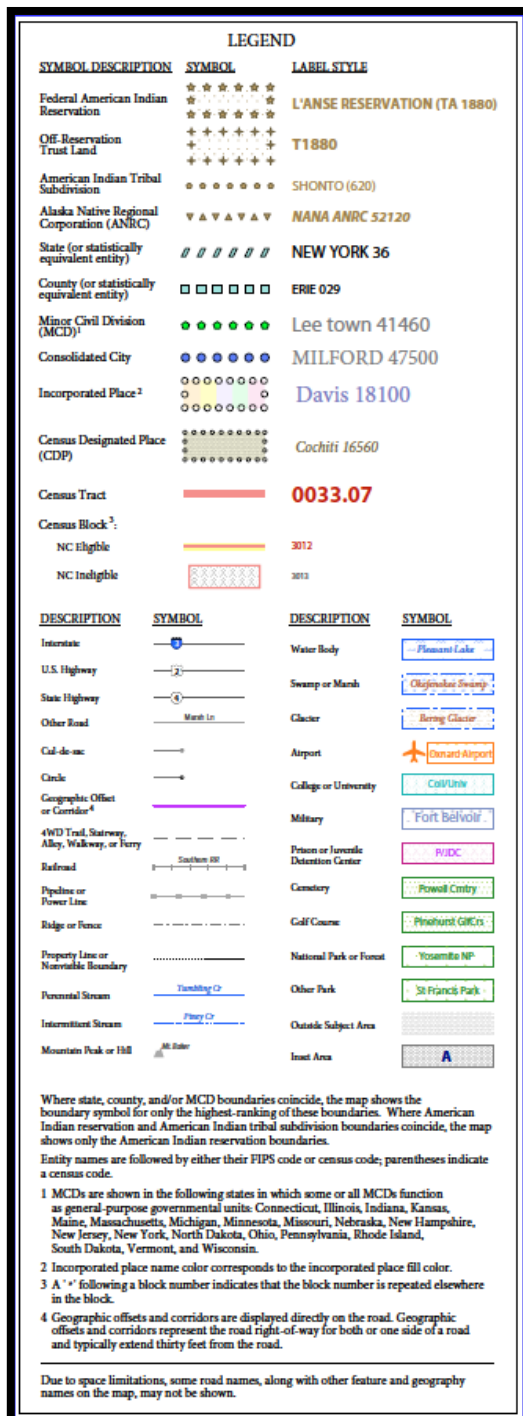 LEGEND
SYMBOL DESCRIPTION SYMBOL LABEL STYLE
Federal American Indian
Reservation
L'ANSE RESERVATION (TA 1880)
Off-Reservation
Trust Land
T1880
American Indian Tribal
Subdivision
SHONTO (620)
Alaska Native Regional
Corporation (ANRC)
NANA ANRC 52120
State (or statistically
equivalent entity)
NEW YORK 36
County (or statistically
equivalent entity)
ERIE 029
Minor Civil Division
(MCD)¹
Lee town 41460
Consolidated City
MILFORD 47500
Incorporated Place²
Davis 18100
Census Designated Place
(CDP)
Cochiti 16560
Census Tract
0033.07
Census Block³:
NC Eligible
3012
NC Ineligible
3013
DESCRIPTION SYMBOL
Interstate
3
U.S. Highway
2
State Highway
4
Other Road
Marsh Ln
Cul-de-sac
Circle
Geographic Offset
or Corridor⁴
4WD Trail, Stairway,
Alley, Walkway, or Ferry
Railroad
Southern RR
Pipeline or
Power Line
Ridge or Fence
Property Line or
Nonvisible Boundary
Perennial Stream
Tumbling Cr
Intermittent Stream
Piney Cr
Mountain Peak or Hill
Mt. Baker
DESCRIPTION SYMBOL
Water Body
Pleasant Lake
Swamp or Marsh
Okefenokee Swamp
Glacier
Bering Glacier
Airport
Oxnard Airport
College or University
Coll/Univ
Military
Fort Belvoir
Prison or Juvenile
Detention Center
P/JDC
Cemetery
Powell Cmtry
Golf Course
Pinehurst GlfCrs
National Park or Forest
Yosemite NP
Other Park
St Francis Park
Outside Subject Area
Inset Area
A
Where state, county, and/or MCD boundaries coincide, the map shows the
boundary symbol for only the highest-ranking of these boundaries. Where American
Indian reservation and American Indian tribal subdivision boundaries coincide, the map
shows only the American Indian reservation boundaries.
Entity names are followed by either their FIPS code or census code; parentheses indicate
a census code.
1 MCDs are shown in the following states in which some or all MCDs function
as general-purpose governmental units: Connecticut, Illinois, Indiana, Kansas,
Maine, Massachusetts, Michigan, Minnesota, Missouri, Nebraska, New Hampshire,
New Jersey, New York, North Dakota, Ohio, Pennsylvania, Rhode Island,
South Dakota, Vermont, and Wisconsin.
2 Incorporated place name color corresponds to the incorporated place fill color.
3 A '*' following a block number indicates that the block number is repeated elsewhere
in the block.
4 Geographic offsets and corridors are displayed directly on the road. Geographic
offsets and corridors represent the road right-of-way for both or one side of a road
and typically extend thirty feet from the road.
Due to space limitations, some road names, along with other feature and geography
names on the map, may not be shown.